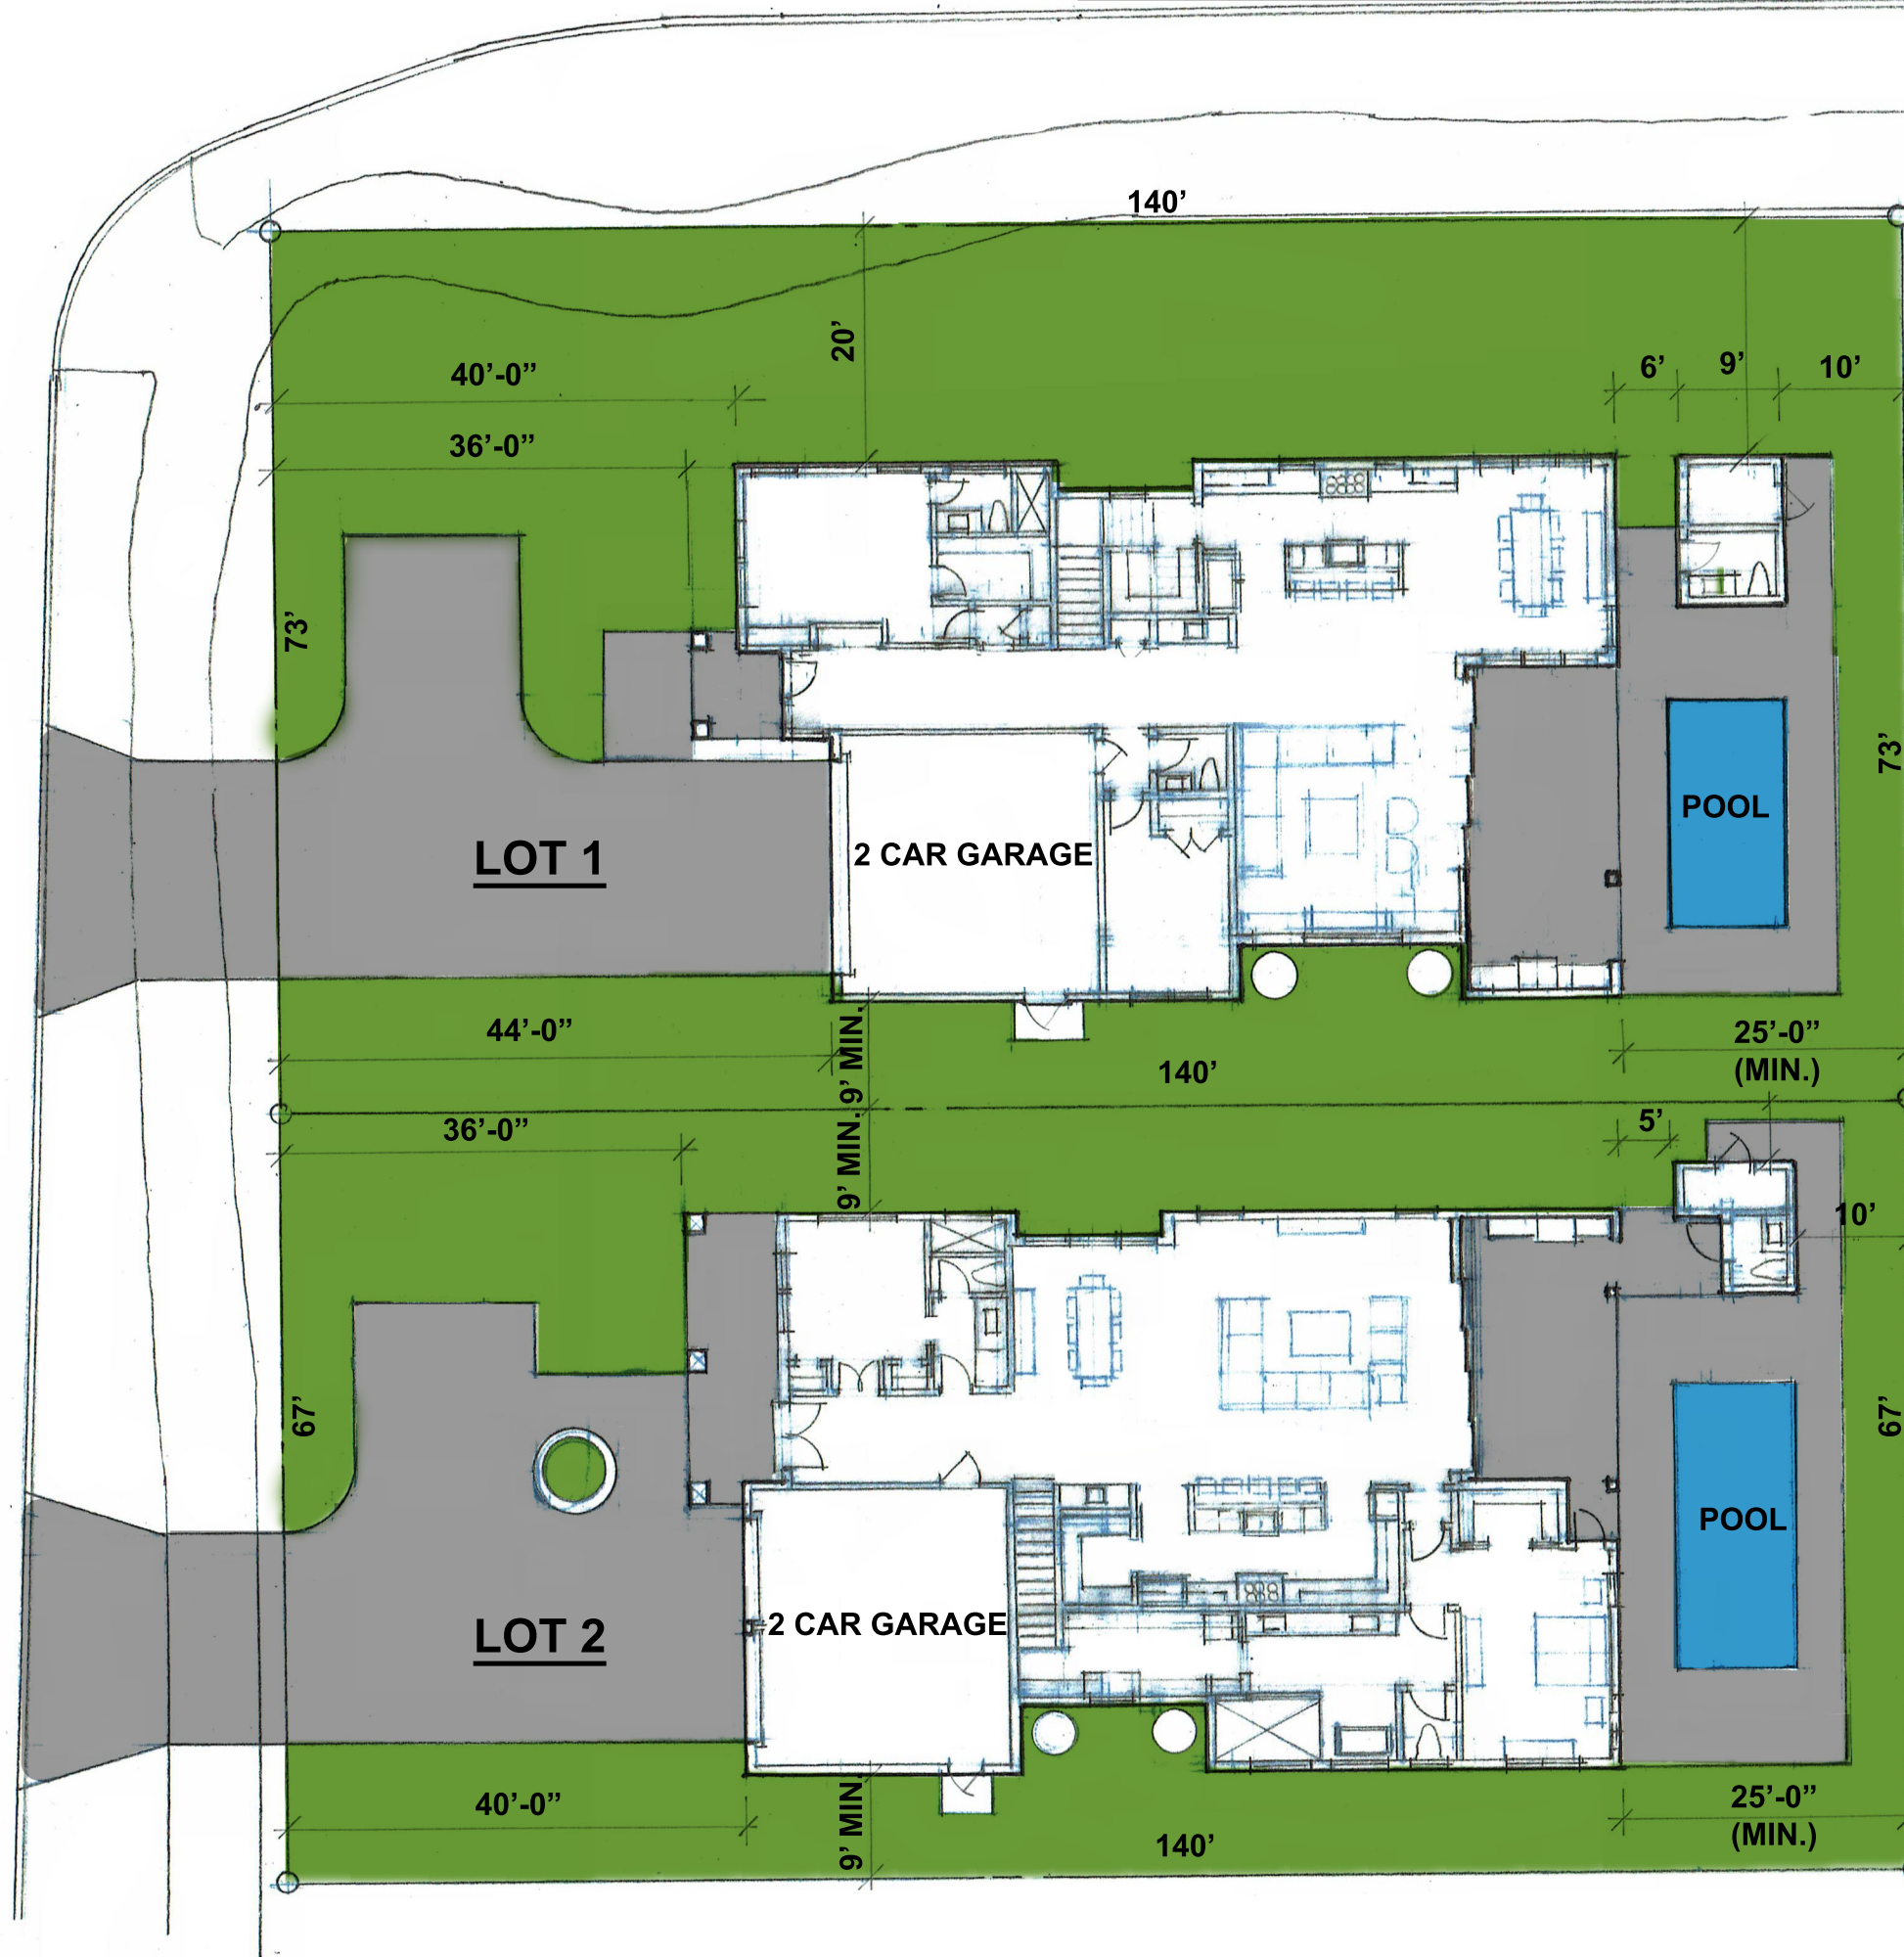 140’
20’
40’-0”
6’
9’
10’
36’-0”
73’
73’
POOL
LOT 1
2 CAR GARAGE
44’-0”
9’ MIN.
140’
25’-0”
(MIN.)
36’-0”
9’ MIN.
5’
10’
67’
67’
POOL
LOT 2
2 CAR GARAGE
40’-0”
9’ MIN.
140’
25’-0”
(MIN.)